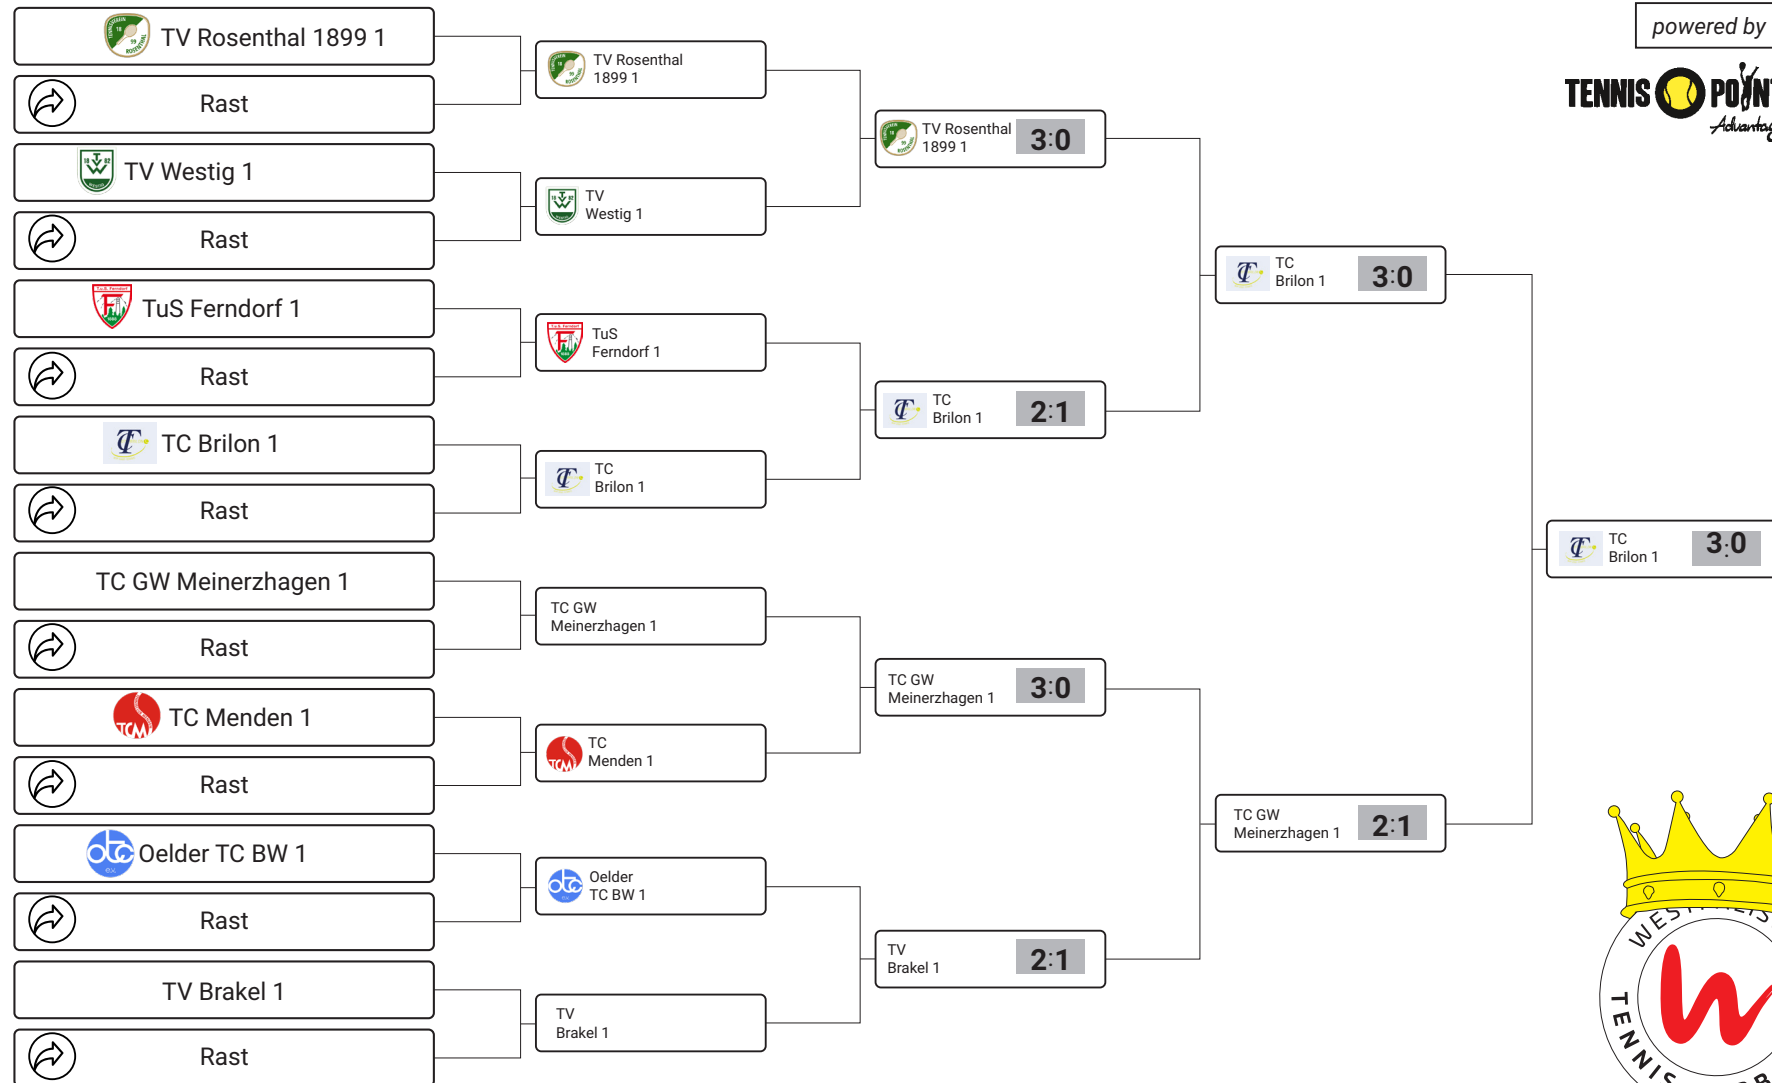 TV Rosenthal 1899 1
Rast
TV Westig 1
Rast
TuS Ferndorf 1
Rast
TC Brilon 1
Rast
TC GW Meinerzhagen 1
Rast
TC Menden 1
Rast
Oelder TC BW 1
Rast
TV Brakel 1
Rast
TV Rosenthal
1899 1
TV
Westig 1
TuS
Ferndorf 1
TC
Brilon 1
TC GW
Meinerzhagen 1
TC
Menden 1
Oelder
TC BW 1
TV
Brakel 1
TV Rosenthal
1899 1
3:0
TC
Brilon 1
2:1
TC GW
Meinerzhagen 1
3:0
TV
Brakel 1
2:1
TC
Brilon 1
3:0
TC GW
Meinerzhagen 1
2:1
TC
Brilon 1
3:0
powered by
TENNIS POINT
TENNIS